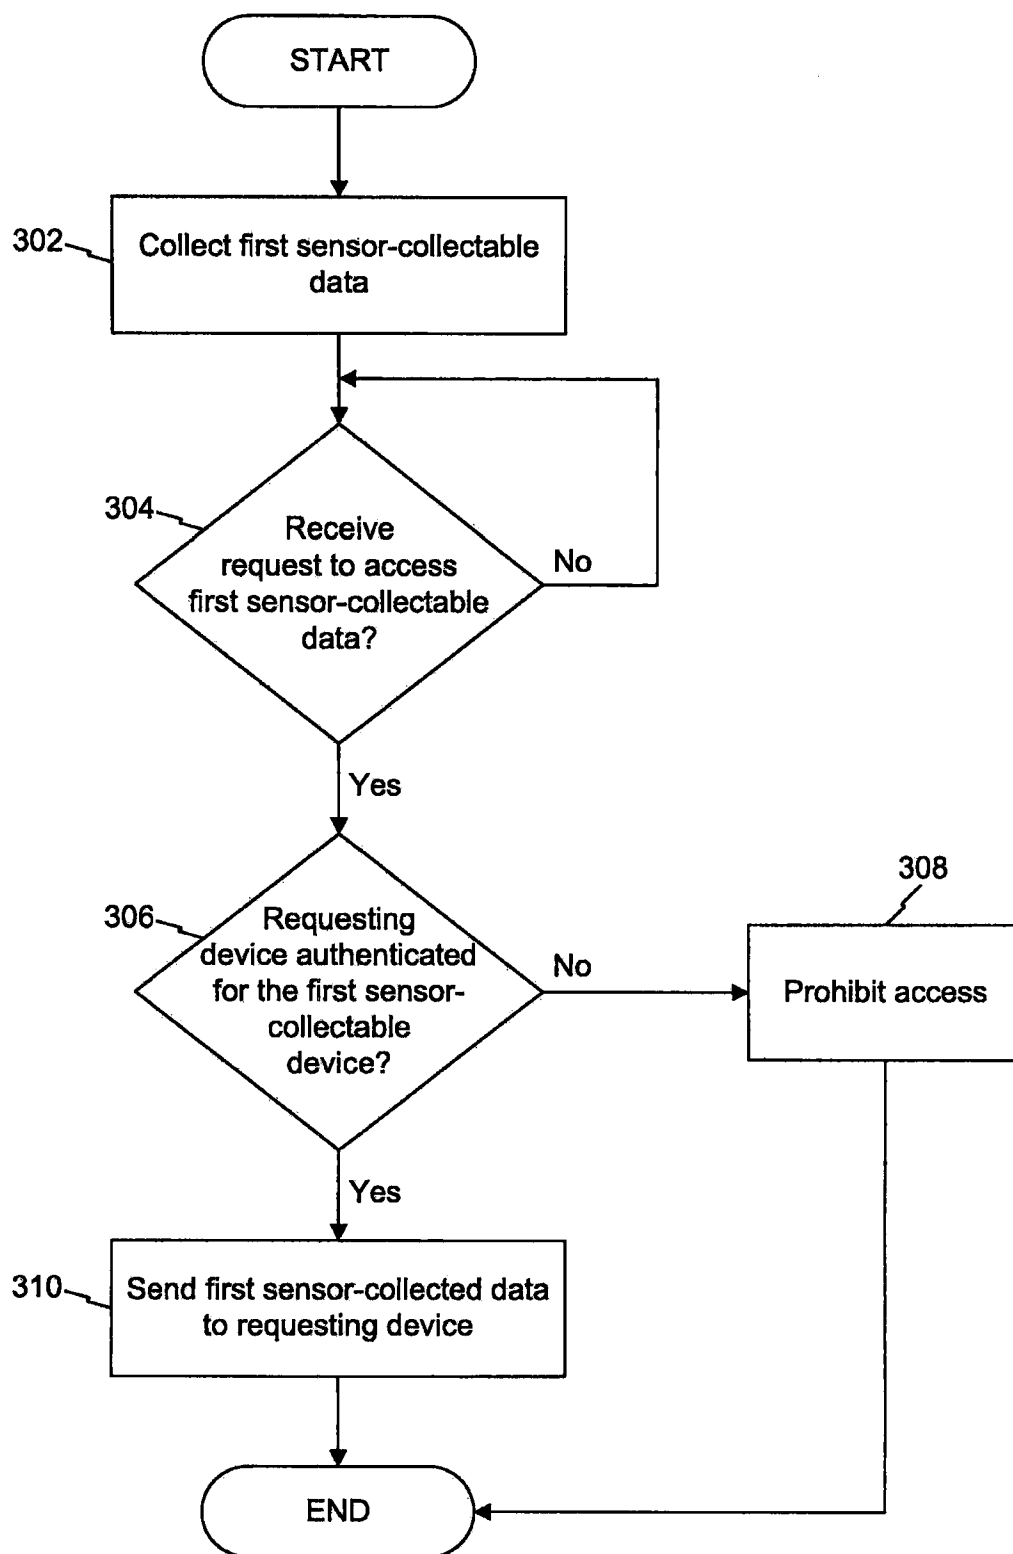 START
302
Collect first sensor-collectable
data
304
Receive
request to access
first sensor-collectable
data?
No
Yes
308
306
Requesting
device authenticated
for the first sensor-
collectable
device?
No
Prohibit access
Yes
310
Send first sensor-collected data
to requesting device
END